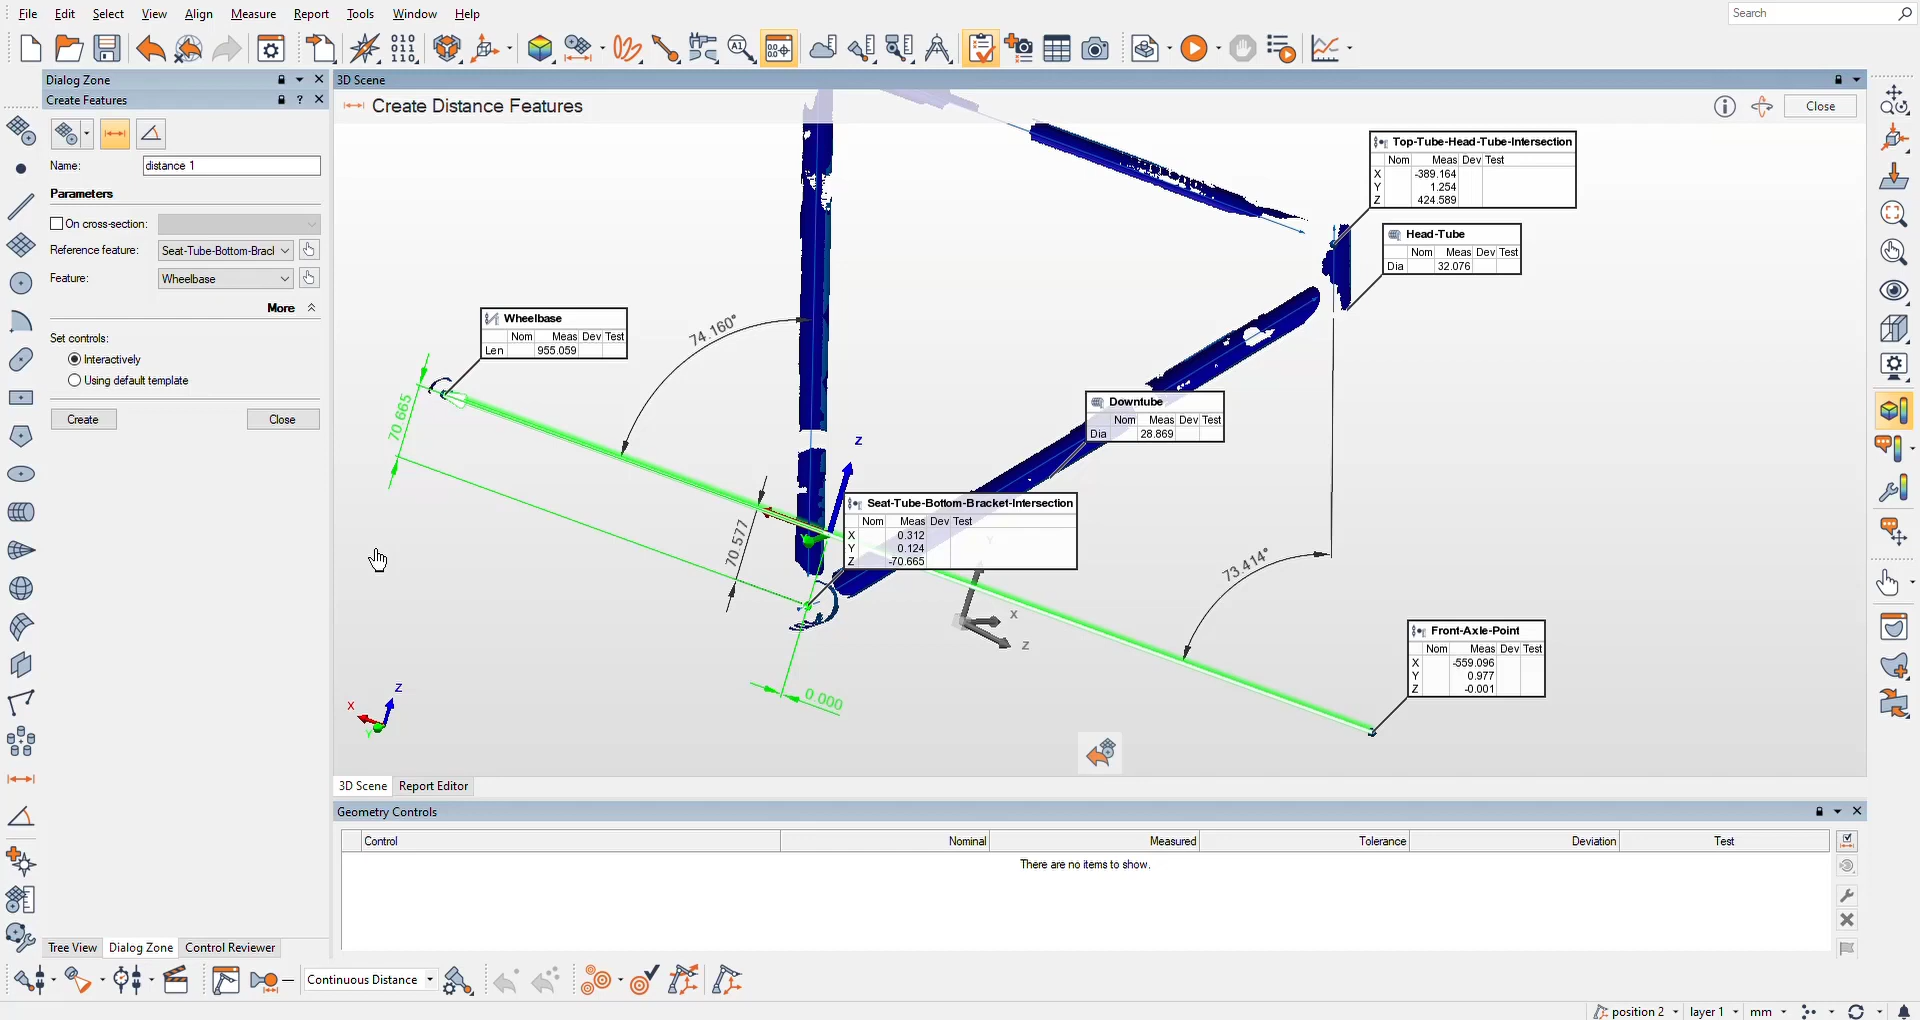 File Edit Select View Align Measure Report Tools Window Help
Search
Dialog Zone
3D Scene
Create Features
Create Distance Features
Close
Name: distance 1
Parameters
On cross-section:
Reference feature: Seat-Tube-Bottom-Bracl
Feature: Wheelbase
More
Set controls:
Interactively
Using default template
Create Close
Top-Tube-Head-Tube-Intersection
Nom Meas Dev Test
X -389.164
Y 1.254
Z 424.589
Head-Tube
Nom Meas Dev Test
Dia 32.076
Wheelbase
Nom Meas Dev Test
Len 955.059
74.160°
70.665
Downtube
Nom Meas Dev Test
Dia 28.869
Z
Seat-Tube-Bottom-Bracket-Intersection
Nom Meas Dev Test
X 0.312
Y 0.124
Z -70.665
Y
70.577
73.414°
X
Z
Front-Axle-Point
Nom Meas Dev Test
X -559.096
Y 0.977
Z -0.001
0.000
Z
X
Y
3D Scene Report Editor
Geometry Controls
Control Nominal Measured Tolerance Deviation Test
There are no items to show.
Tree View Dialog Zone Control Reviewer
Continuous Distance
position 2 layer 1 mm